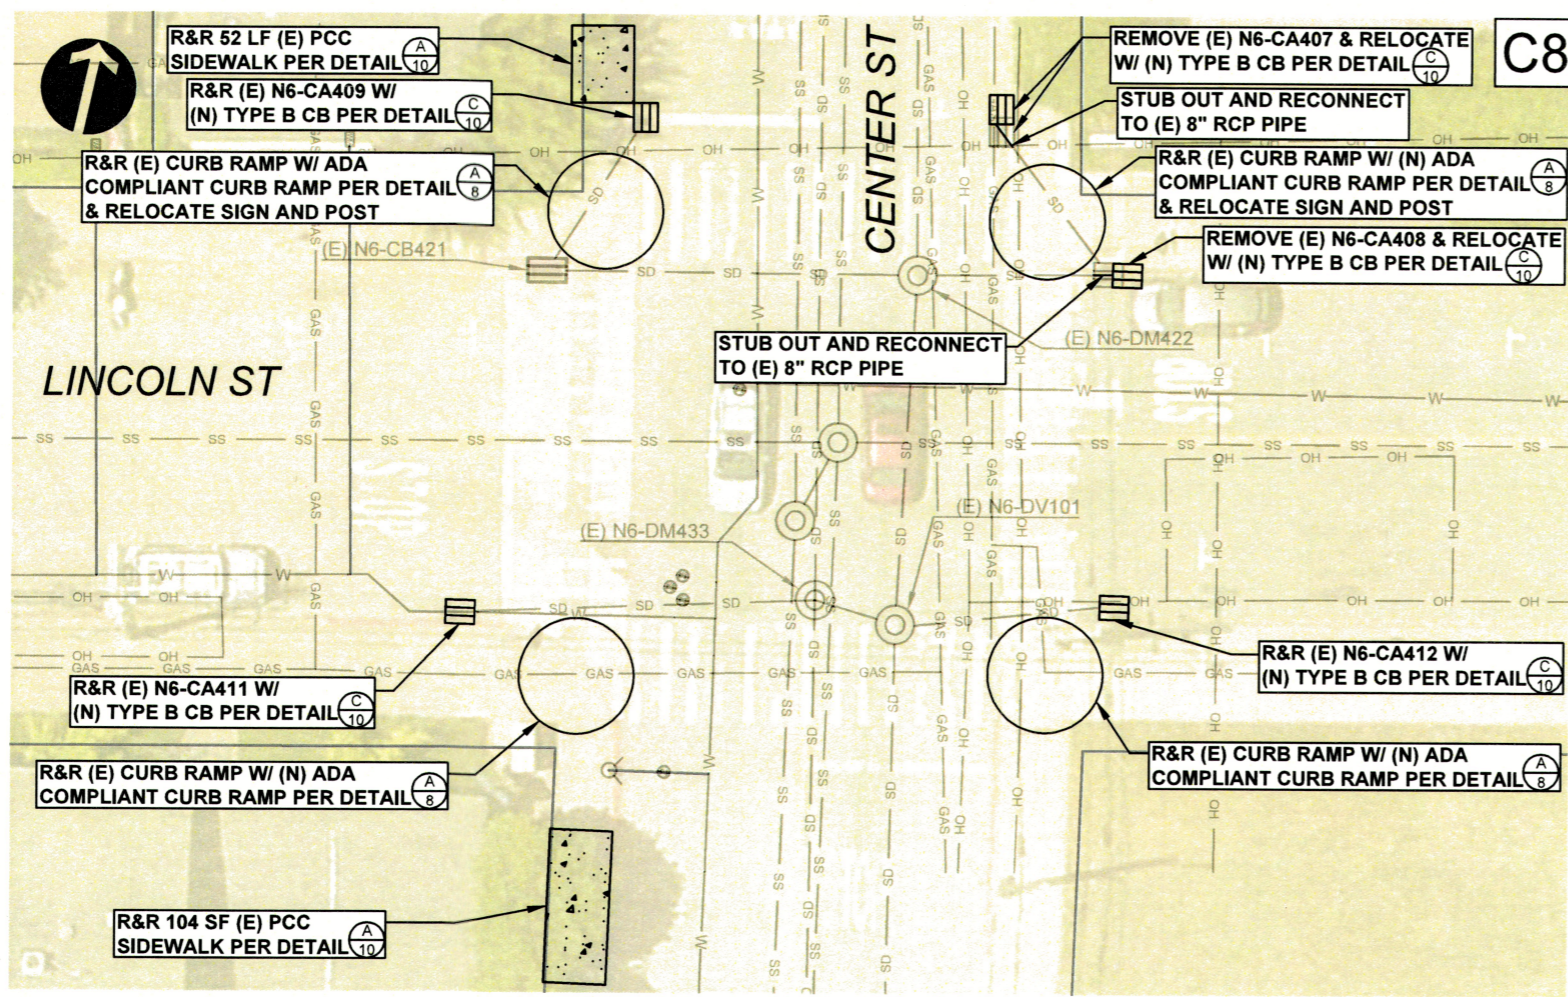 R&R 52 LF (E) PCC
SIDEWALK PER DETAIL A 10
R&R (E) N6-CA409 W/
(N) TYPE B CB PER DETAIL C 10
R&R (E) CURB RAMP W/ ADA
COMPLIANT CURB RAMP PER DETAIL A 8
& RELOCATE SIGN AND POST
(E) N6-CB421
CENTER ST
REMOVE (E) N6-CA407 & RELOCATE
W/ (N) TYPE B CB PER DETAIL C 10
C8
STUB OUT AND RECONNECT
TO (E) 8" RCP PIPE
R&R (E) CURB RAMP W/ (N) ADA
COMPLIANT CURB RAMP PER DETAIL A 8
& RELOCATE SIGN AND POST
REMOVE (E) N6-CA408 & RELOCATE
W/ (N) TYPE B CB PER DETAIL C 10
STUB OUT AND RECONNECT
TO (E) 8" RCP PIPE
(E) N6-DM422
LINCOLN ST
(E) N6-DM433
(E) N6-DV101
R&R (E) N6-CA411 W/
(N) TYPE B CB PER DETAIL C 10
R&R (E) N6-CA412 W/
(N) TYPE B CB PER DETAIL C 10
R&R (E) CURB RAMP W/ (N) ADA
COMPLIANT CURB RAMP PER DETAIL A 8
R&R (E) CURB RAMP W/ (N) ADA
COMPLIANT CURB RAMP PER DETAIL A 8
R&R 104 SF (E) PCC
SIDEWALK PER DETAIL A 10